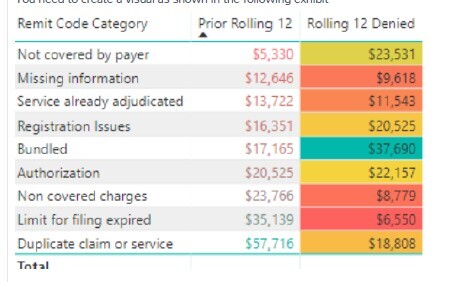 You need to create a visual as shown in the following exhibit
Remit Code Category Prior Rolling 12 Rolling 12 Denied
Not covered by payer $5,330 $23,531
Missing information $12,646 $9,618
Service already adjudicated $13,722 $11,543
Registration Issues $16,351 $20,525
Bundled $17,165 $37,690
Authorization $20,525 $22,157
Non covered charges $23,766 $8,779
Limit for filing expired $35,139 $6,550
Duplicate claim or service $57,716 $18,808
Total